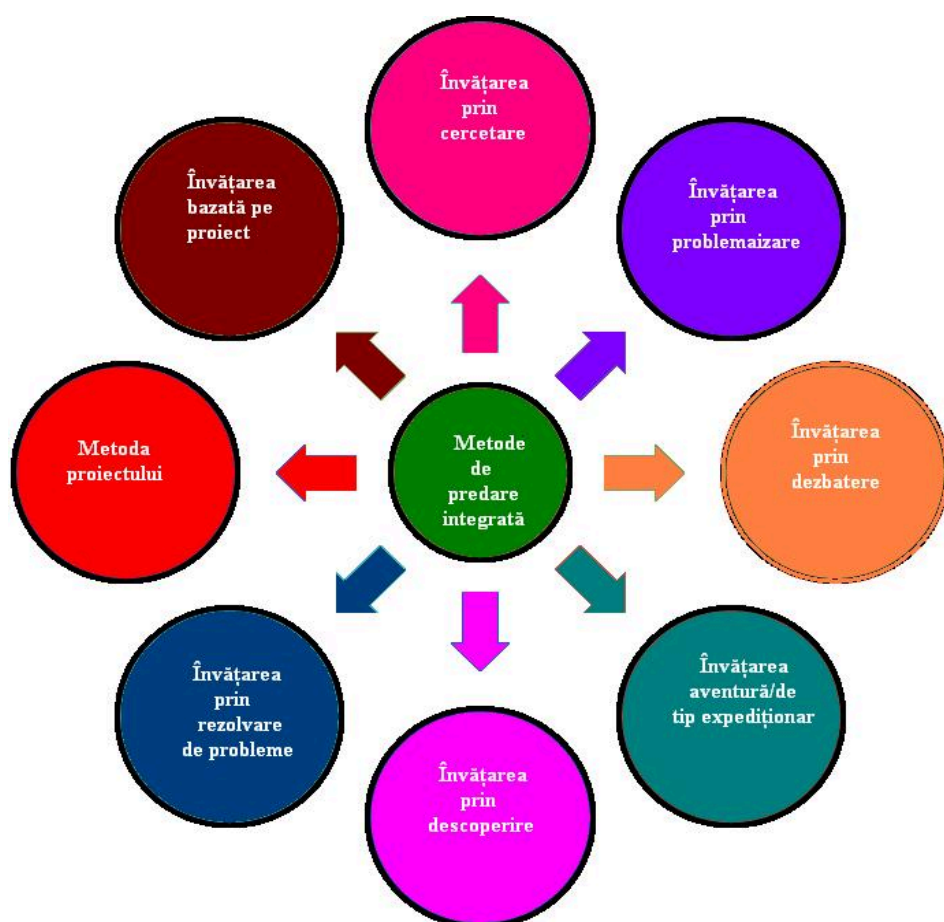 Învățarea
prin
cercetare
Învățarea
bazată pe
proiect
Învățarea
prin
problemaizare
Metoda
proiectului
Metode
de
predare
integrată
Învățarea
prin
dezbatere
Învățarea
prin
rezolvare
de probleme
Învățarea
aventură/de
tip expediționar
Învățarea
prin
descoperire